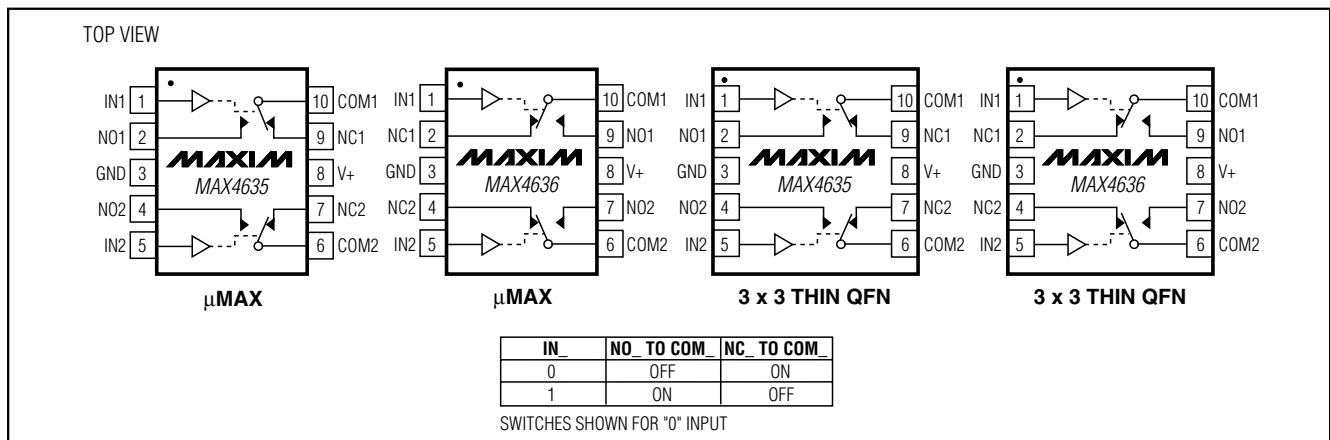 TOP VIEW
IN1 1 10 COM1
NO1 2 9 NC1
GND 3 8 V+
NO2 4 7 NC2
IN2 5 6 COM2
MAXIM
MAX4635
µMAX
IN1 1 10 COM1
NC1 2 9 NO1
GND 3 8 V+
NC2 4 7 NO2
IN2 5 6 COM2
MAXIM
MAX4636
µMAX
IN1 1 10 COM1
NO1 2 9 NC1
GND 3 8 V+
NO2 4 7 NC2
IN2 5 6 COM2
MAXIM
MAX4635
3 x 3 THIN QFN
IN1 1 10 COM1
NC1 2 9 NO1
GND 3 8 V+
NC2 4 7 NO2
IN2 5 6 COM2
MAXIM
MAX4636
3 x 3 THIN QFN
IN_ NO_ TO COM_ NC_ TO COM_
0 OFF ON
1 ON OFF
SWITCHES SHOWN FOR "0" INPUT